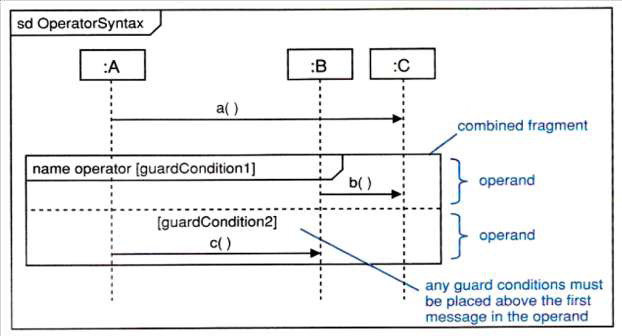 sd OperatorSyntax
:A
:B
:C
a( )
combined fragment
name operator [guardCondition1]
b( )
operand
[guardCondition2]
operand
c( )
any guard conditions must
be placed above the first
message in the operand